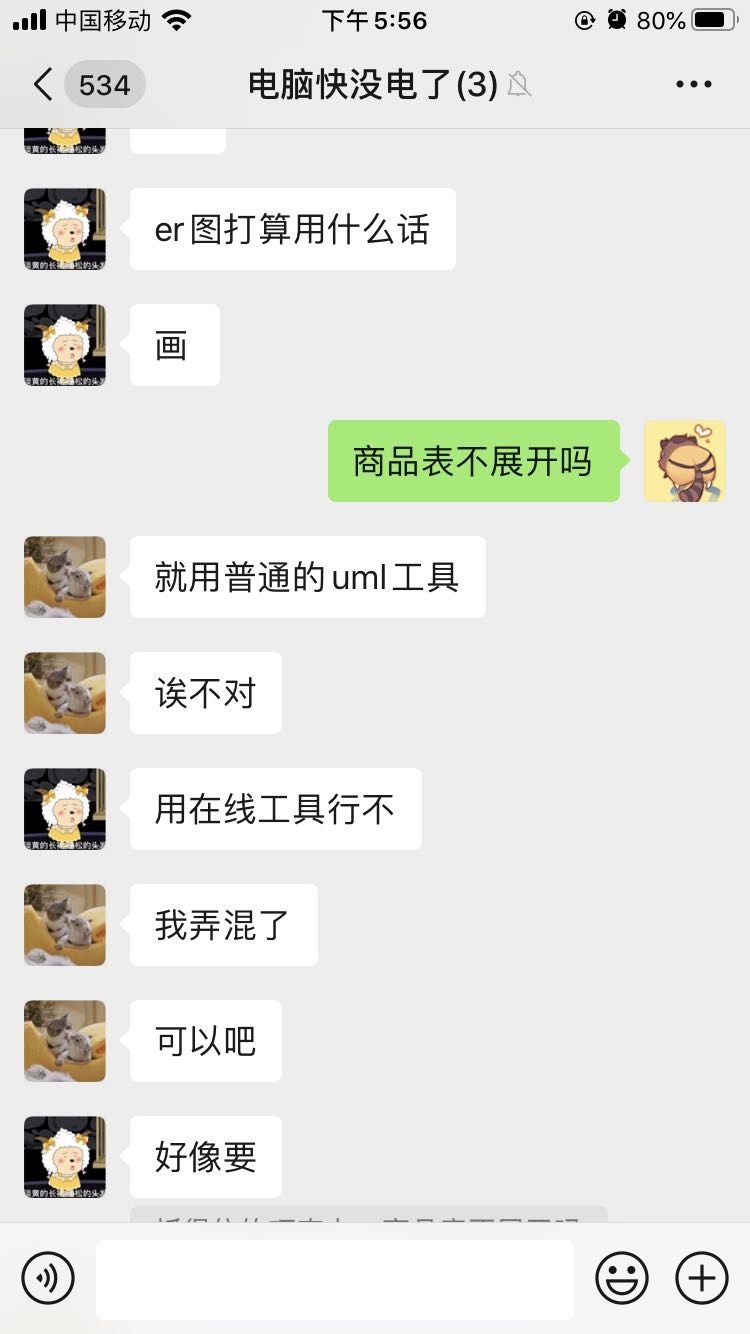 中国移动
下午5:56
80%
534
电脑快没电了(3)
er图打算用什么话
画
商品表不展开吗
就用普通的uml工具
诶不对
用在线工具行不
我弄混了
可以吧
好像要